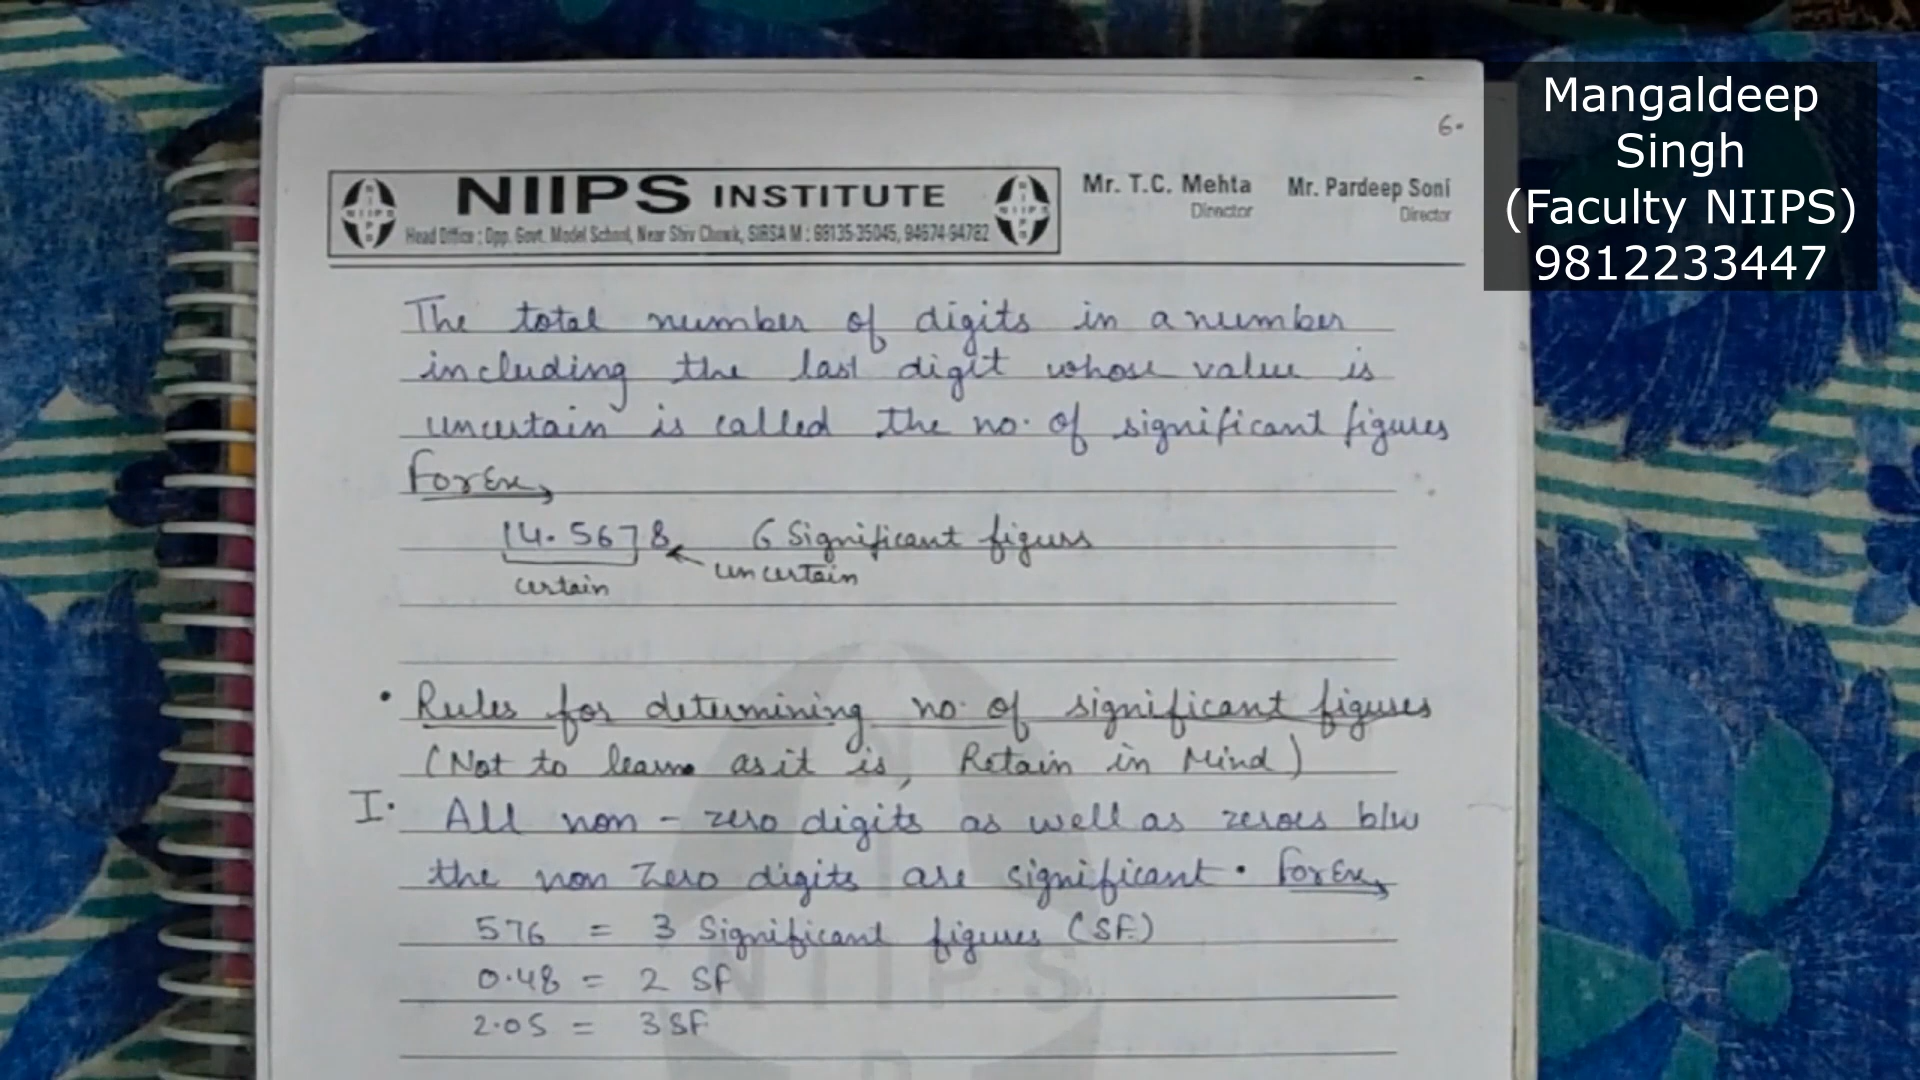 Mangaldeep
Singh
(Faculty NIIPS)
9812233447
6.
NIIPS INSTITUTE
Head Office : Opp. Govt. Model School, Near Shiv Chowk, SIRSA M : 98135-35045, 94674-94782
Mr. T.C. Mehta
Director
Mr. Pardeep Soni
Director
The total number of digits in a number
including the last digit whose value is
uncertain is called the no. of significant figures
For Ex,
14.5678 6 Significant figurs
certain uncertain
• Rules for determining no. of significant figures
(Not to learn as it is, Retain in Mind)
I. All non-zero digits as well as zeroes b/w
the non zero digits are significant. For Ex,
576 = 3 Significant figures (SF)
0.48 = 2 SF
2.05 = 3 SF
NIIPS